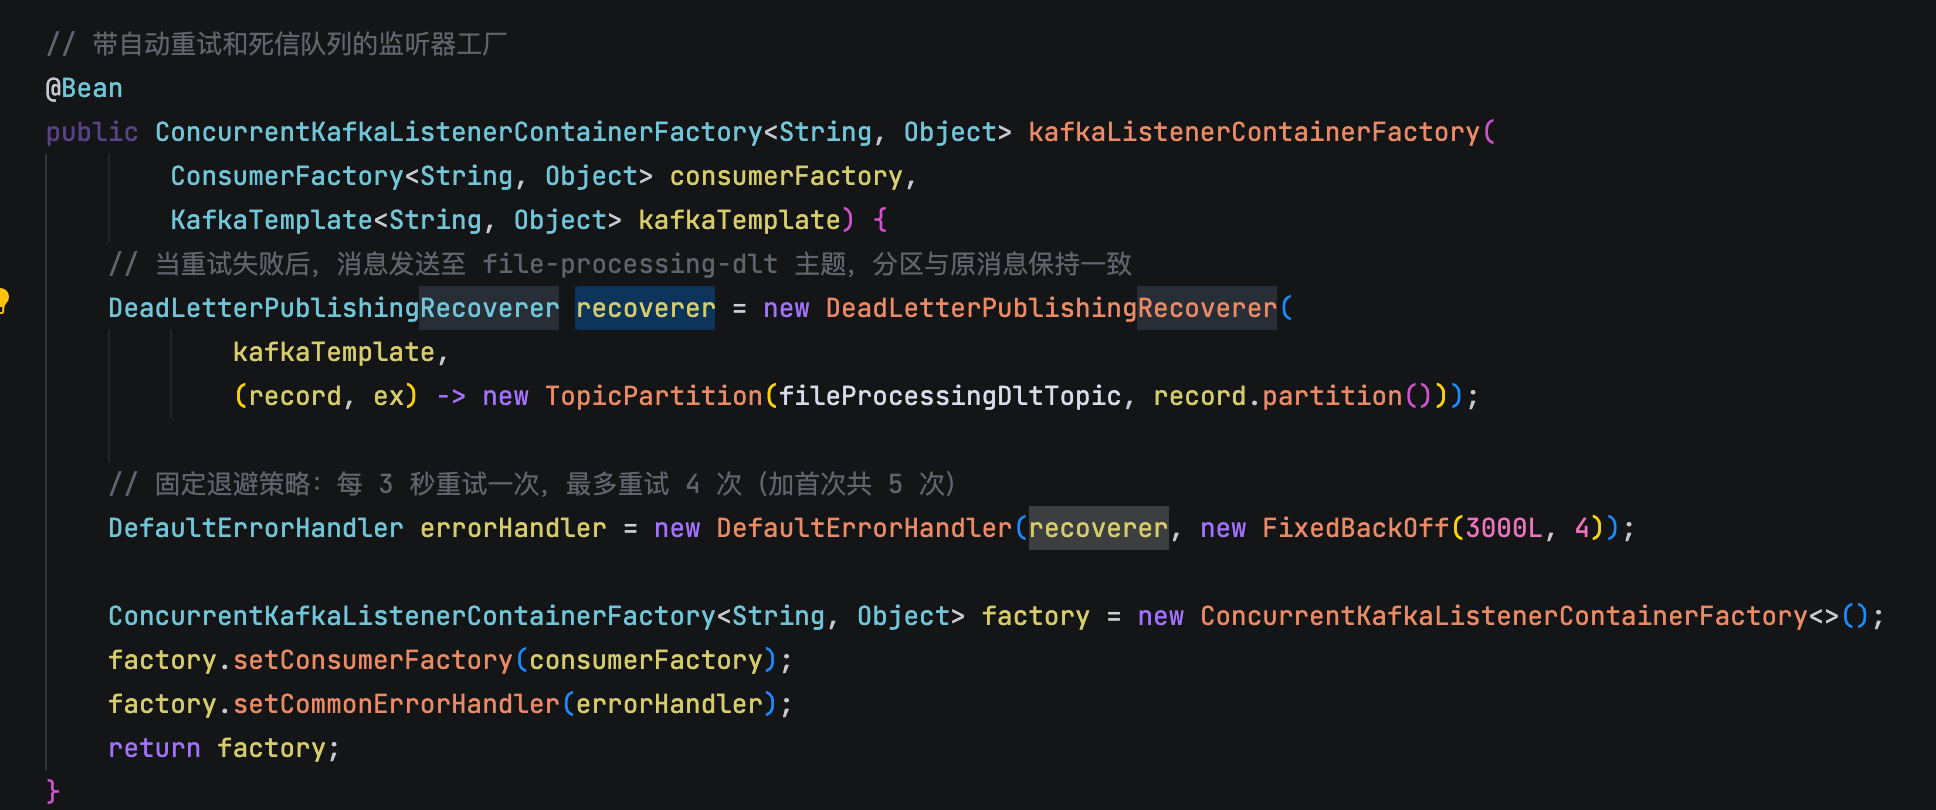 // 带自动重试和死信队列的监听器工厂
@Bean
public ConcurrentKafkaListenerContainerFactory<String, Object> kafkaListenerContainerFactory(
        ConsumerFactory<String, Object> consumerFactory,
        KafkaTemplate<String, Object> kafkaTemplate) {
    // 当重试失败后，消息发送至 file-processing-dlt 主题，分区与原消息保持一致
    DeadLetterPublishingRecoverer recoverer = new DeadLetterPublishingRecoverer(
            kafkaTemplate,
            (record, ex) -> new TopicPartition(fileProcessingDltTopic, record.partition()));
    // 固定退避策略：每 3 秒重试一次，最多重试 4 次（加首次共 5 次）
    DefaultErrorHandler errorHandler = new DefaultErrorHandler(recoverer, new FixedBackOff(3000L, 4));
    ConcurrentKafkaListenerContainerFactory<String, Object> factory = new ConcurrentKafkaListenerContainerFactory<>();
    factory.setConsumerFactory(consumerFactory);
    factory.setCommonErrorHandler(errorHandler);
    return factory;
}